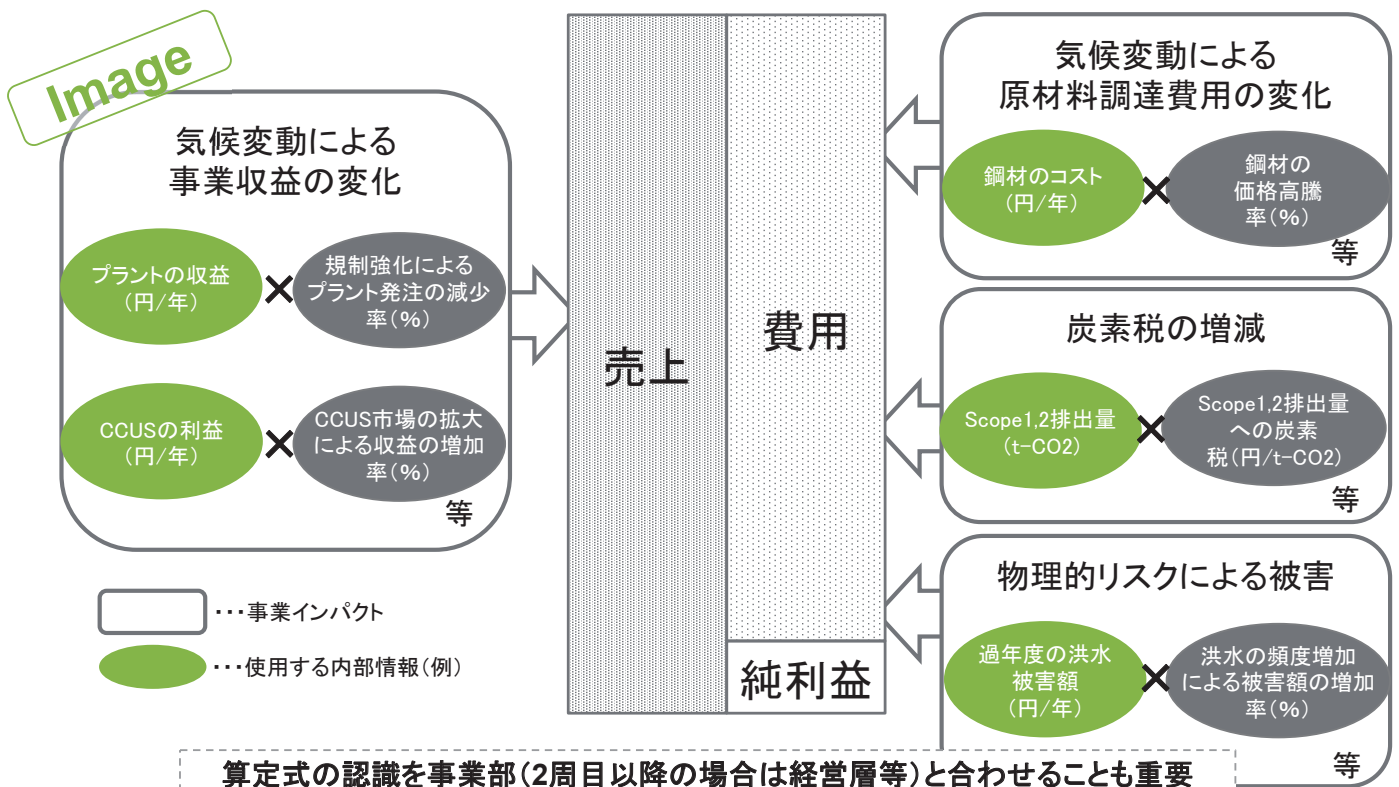 Image
気候変動による
事業収益の変化
プラントの収益
(円/年)
×
規制強化による
プラント発注の減少
率(%)
CCUSの利益
(円/年)
×
CCUS市場の拡大
による収益の増加
率(%)
等
・・・事業インパクト
・・・使用する内部情報(例)
売上
費用
純利益
気候変動による
原材料調達費用の変化
鋼材のコスト
(円/年)
×
鋼材の
価格高騰
率(%)
等
炭素税の増減
Scope1,2排出量
(t-CO2)
×
Scope1,2排出量
への炭素
税(円/t-CO2)
等
物理的リスクによる被害
過年度の洪水
被害額
(円/年)
×
洪水の頻度増加
による被害額の増加
率(%)
等
算定式の認識を事業部(2周目以降の場合は経営層等)と合わせることも重要